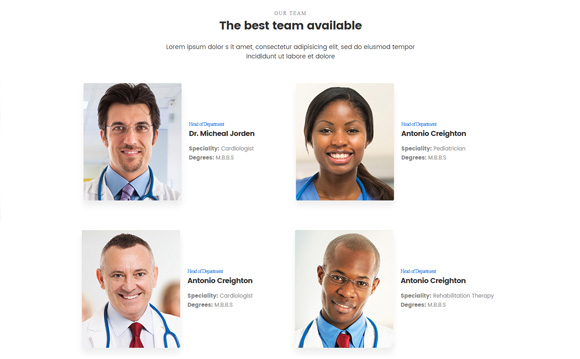 OUR TEAM
The best team available
Lorem ipsum dolor s it amet, consectetur adipisicing elit, sed do eiusmod tempor
incididunt ut labore et dolore
Head of Department
Dr. Micheal Jorden
Speciality: Cardiologist
Degrees: M.B.B.S
Head of Department
Antonio Creighton
Speciality: Pediatrician
Degrees: M.B.B.S
Head of Department
Antonio Creighton
Speciality: Cardiologist
Degrees: M.B.B.S
Head of Department
Antonio Creighton
Speciality: Rehabilitation Therapy
Degrees: M.B.B.S